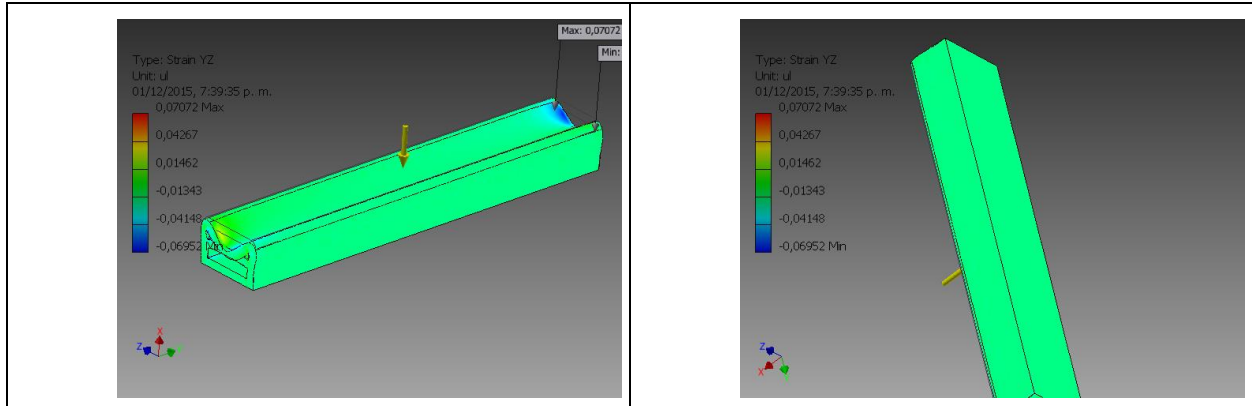 Max: 0,07072
Min:
Type: Strain YZ
Unit: ul
01/12/2015, 7:39:35 p. m.
0,07072 Max
0,04267
0,01462
-0,01343
-0,04148
-0,06952 Min
X
Z
Type: Strain YZ
Unit: ul
01/12/2015, 7:39:35 p. m.
0,07072 Max
0,04267
0,01462
-0,01343
-0,04148
-0,06952 Min
Z
X